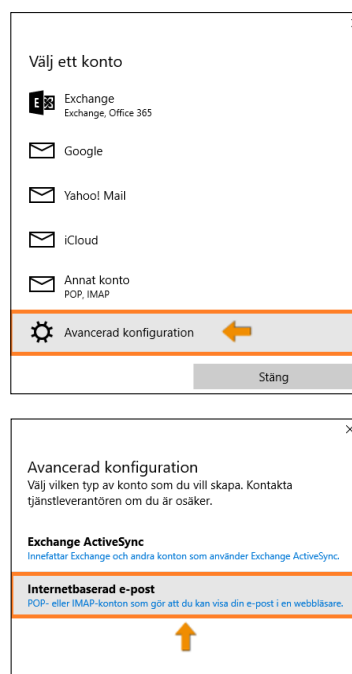 Välj ett konto
Exchange
Exchange, Office 365
Google
Yahoo! Mail
iCloud
Annat konto
POP, IMAP
Avancerad konfiguration
Stäng
Avancerad konfiguration
Välj vilken typ av konto som du vill skapa. Kontakta
tjänstleverantören om du är osäker.
Exchange ActiveSync
Innefattar Exchange och andra konton som använder Exchange ActiveSync.
Internetbaserad e-post
POP- eller IMAP-konton som gör att du kan visa din e-post i en webbläsare.